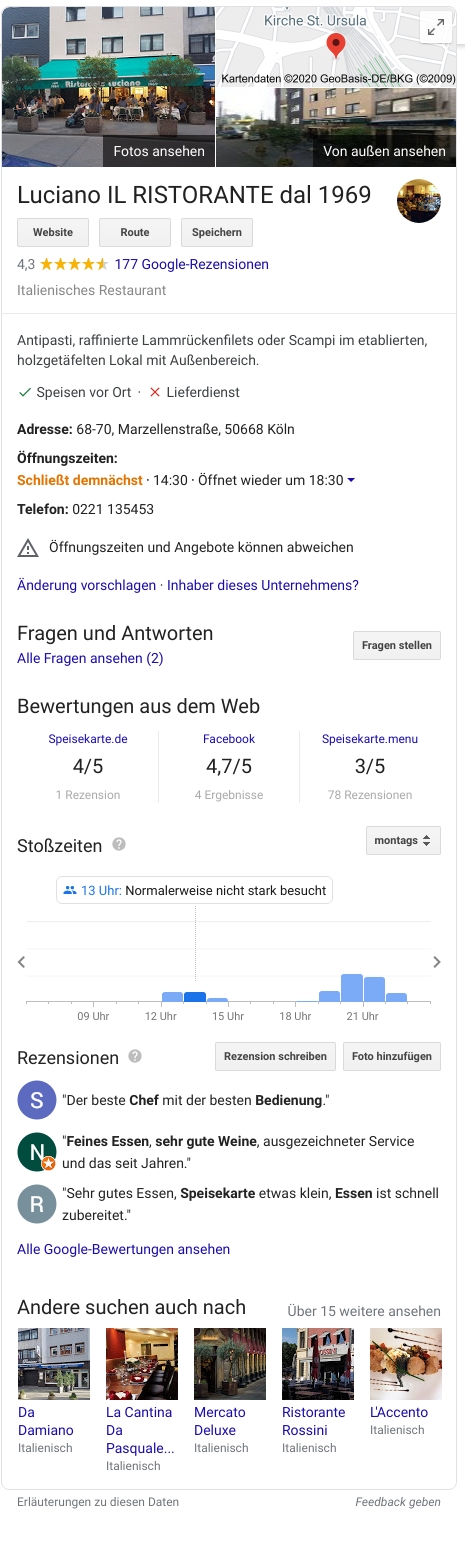 Kirche St. Ursula
Kartendaten ©2020 GeoBasis-DE/BKG (©2009)
Ristorante Luciano
Fotos ansehen
Von außen ansehen
Luciano IL RISTORANTE dal 1969
Website Route Speichern
4,3 177 Google-Rezensionen
Italienisches Restaurant
Antipasti, raffinierte Lammrückenfilets oder Scampi im etablierten,
holzgetäfelten Lokal mit Außenbereich.
Speisen vor Ort · Lieferdienst
Adresse: 68-70, Marzellenstraße, 50668 Köln
Öffnungszeiten:
Schließt demnächst · 14:30 · Öffnet wieder um 18:30
Telefon: 0221 135453
Öffnungszeiten und Angebote können abweichen
Änderung vorschlagen · Inhaber dieses Unternehmens?
Fragen und Antworten
Fragen stellen
Alle Fragen ansehen (2)
Bewertungen aus dem Web
Speisekarte.de Facebook Speisekarte.menu
4/5 4,7/5 3/5
1 Rezension 4 Ergebnisse 78 Rezensionen
Stoßzeiten ? montags
13 Uhr: Normalerweise nicht stark besucht
09 Uhr 12 Uhr 15 Uhr 18 Uhr 21 Uhr
Rezensionen ? Rezension schreiben Foto hinzufügen
S "Der beste Chef mit der besten Bedienung."
N "Feines Essen, sehr gute Weine, ausgezeichneter Service
und das seit Jahren."
R "Sehr gutes Essen, Speisekarte etwas klein, Essen ist schnell
zubereitet."
Alle Google-Bewertungen ansehen
Andere suchen auch nach Über 15 weitere ansehen
Da
Damiano
Italienisch
La Cantina
Da
Pasquale...
Italienisch
Mercato
Deluxe
Italienisch
Ristorante
Rossini
Italienisch
L'Accento
Italienisch
Erläuterungen zu diesen Daten Feedback geben